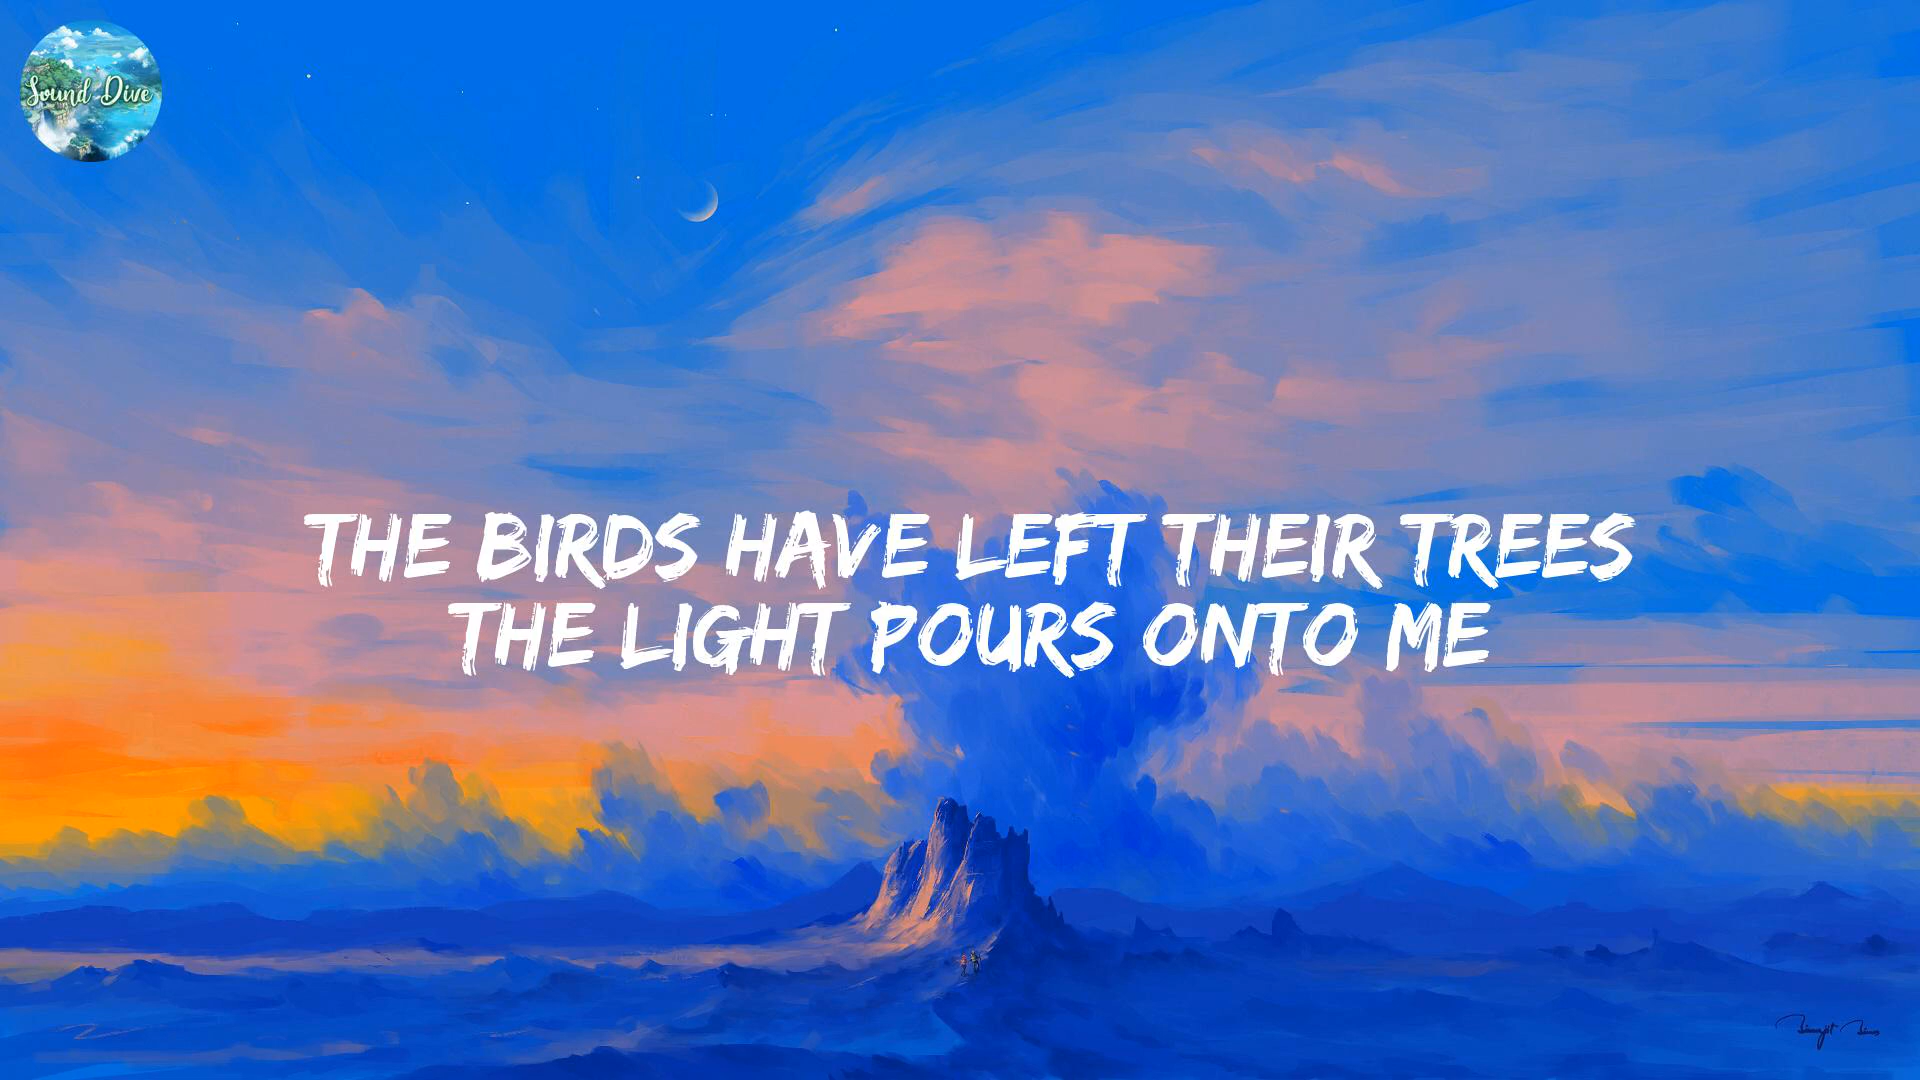 Sound Dive
THE BIRDS HAVE LEFT THEIR TREES
THE LIGHT POURS ONTO ME